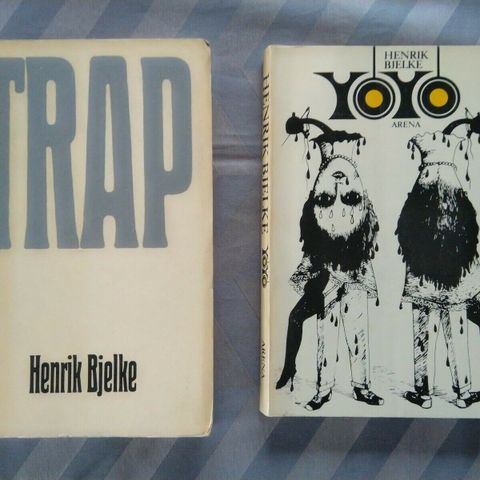 TRAP
Henrik Bjelke
HENRIK BJELKE YOYO ARENA
HENRIK
BJELKE
YOYO
ARENA